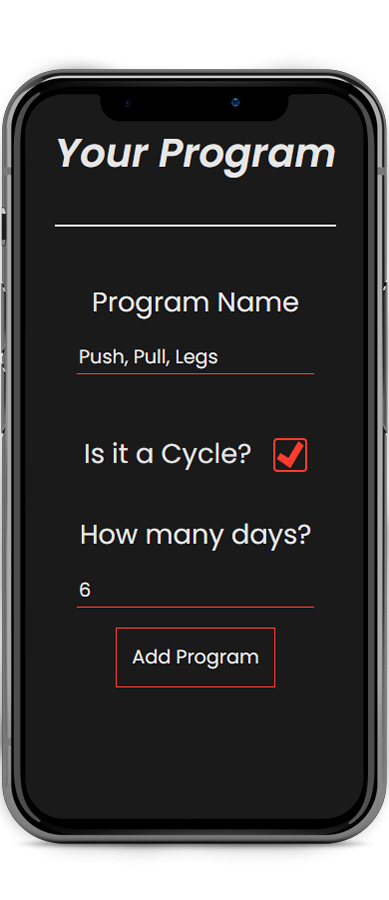 Your Program
Program Name
Push, Pull, Legs
Is it a Cycle?
How many days?
6
Add Program